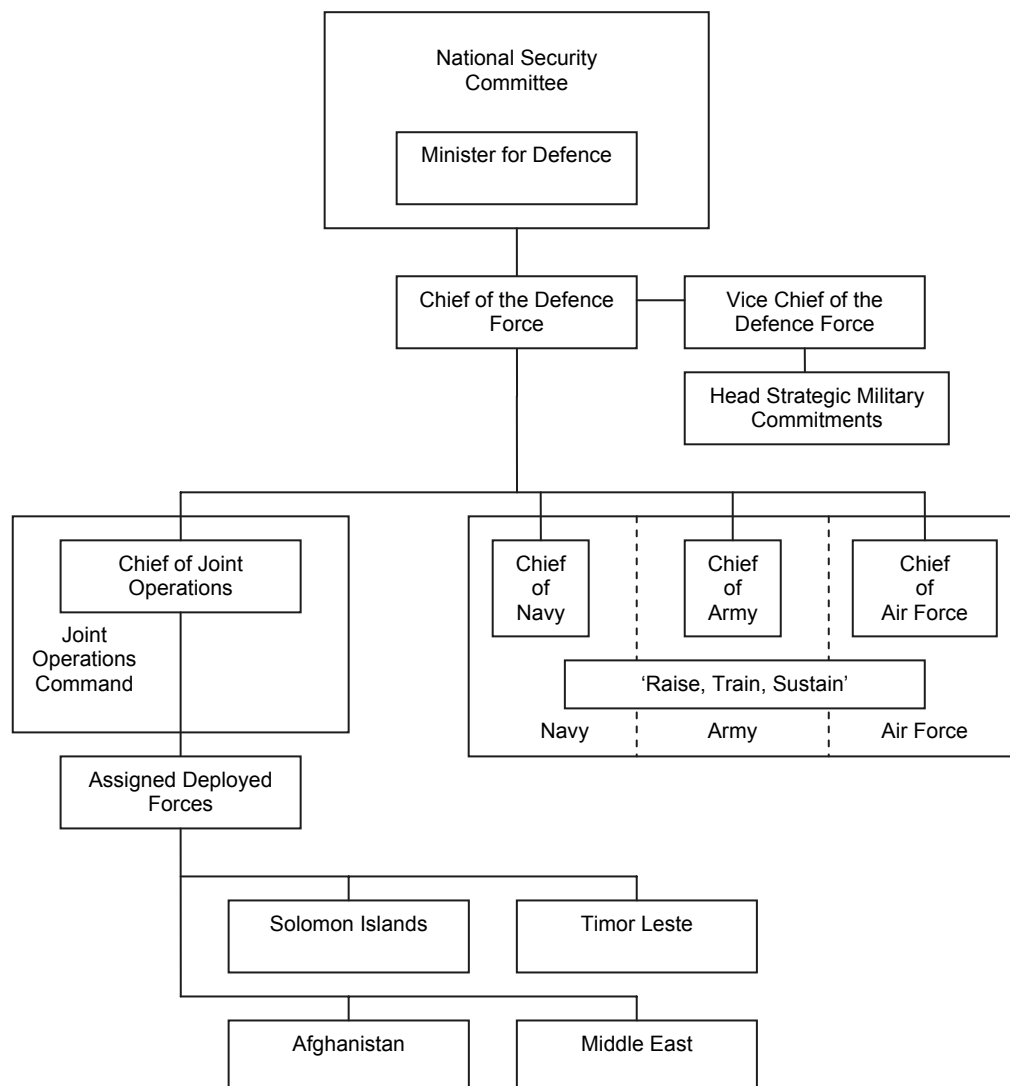 National Security
Committee
Minister for Defence
Chief of the Defence
Force
Vice Chief of the
Defence Force
Head Strategic Military
Commitments
Chief of Joint
Operations
Joint
Operations
Command
Chief
of
Navy
Chief
of
Army
Chief
of
Air Force
‘Raise, Train, Sustain’
Navy
Army
Air Force
Assigned Deployed
Forces
Solomon Islands
Timor Leste
Afghanistan
Middle East